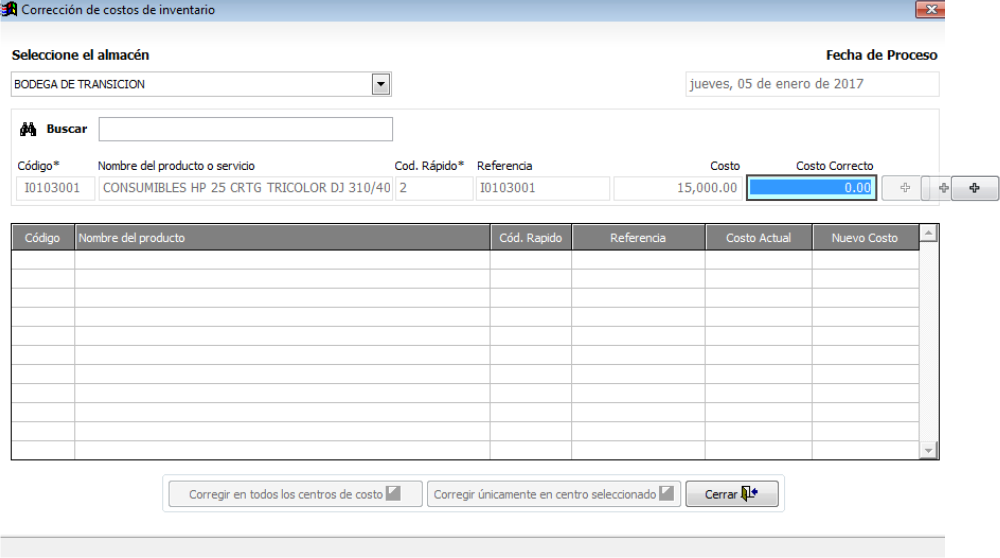 Corrección de costos de inventario
Seleccione el almacén
Fecha de Proceso
BODEGA DE TRANSICION
jueves, 05 de enero de 2017
Buscar
Código* Nombre del producto o servicio Cod. Rápido* Referencia Costo Costo Correcto
I0103001 CONSUMIBLES HP 25 CRTG TRICOLOR DJ 310/40 2 I0103001 15,000.00 0.00
Código Nombre del producto Cód. Rapido Referencia Costo Actual Nuevo Costo
Corregir en todos los centros de costo Corregir únicamente en centro seleccionado Cerrar